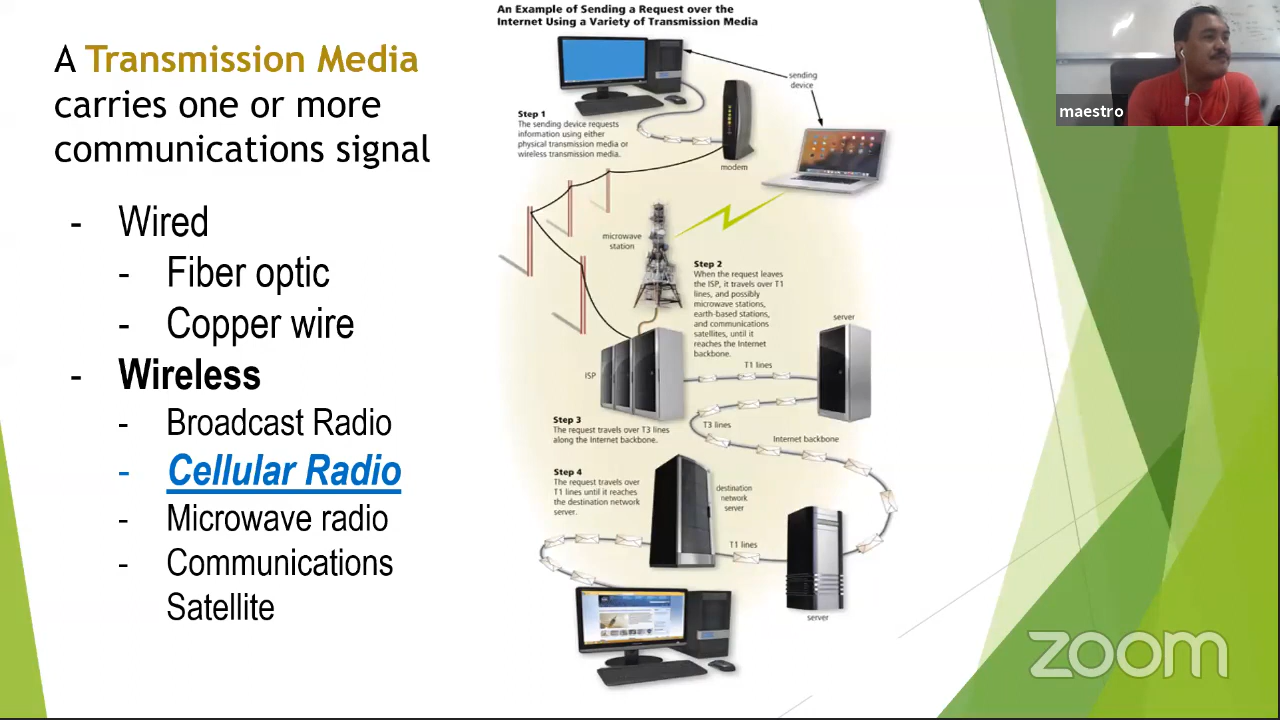 A Transmission Media
carries one or more
communications signal
- Wired
- Fiber optic
- Copper wire
- Wireless
- Broadcast Radio
- Cellular Radio
- Microwave radio
- Communications
Satellite
An Example of Sending a Request over the
Internet Using a Variety of Transmission Media
sending
device
Step 1
The sending device requests
information using either
physical transmission media or
wireless transmission media.
modem
microwave
station
Step 2
When the request leaves
the ISP, it travels over T1
lines, and possibly
microwave stations,
earth-based stations,
and communications
satellites, until it
reaches the Internet
backbone.
server
ISP
T1 lines
Step 3
The request travels over T3 lines
along the Internet backbone.
T3 lines
Internet backbone
Step 4
The request travels over
T1 lines until it reaches
the destination network
server.
destination
network
server
T1 lines
server
maestro
zoom